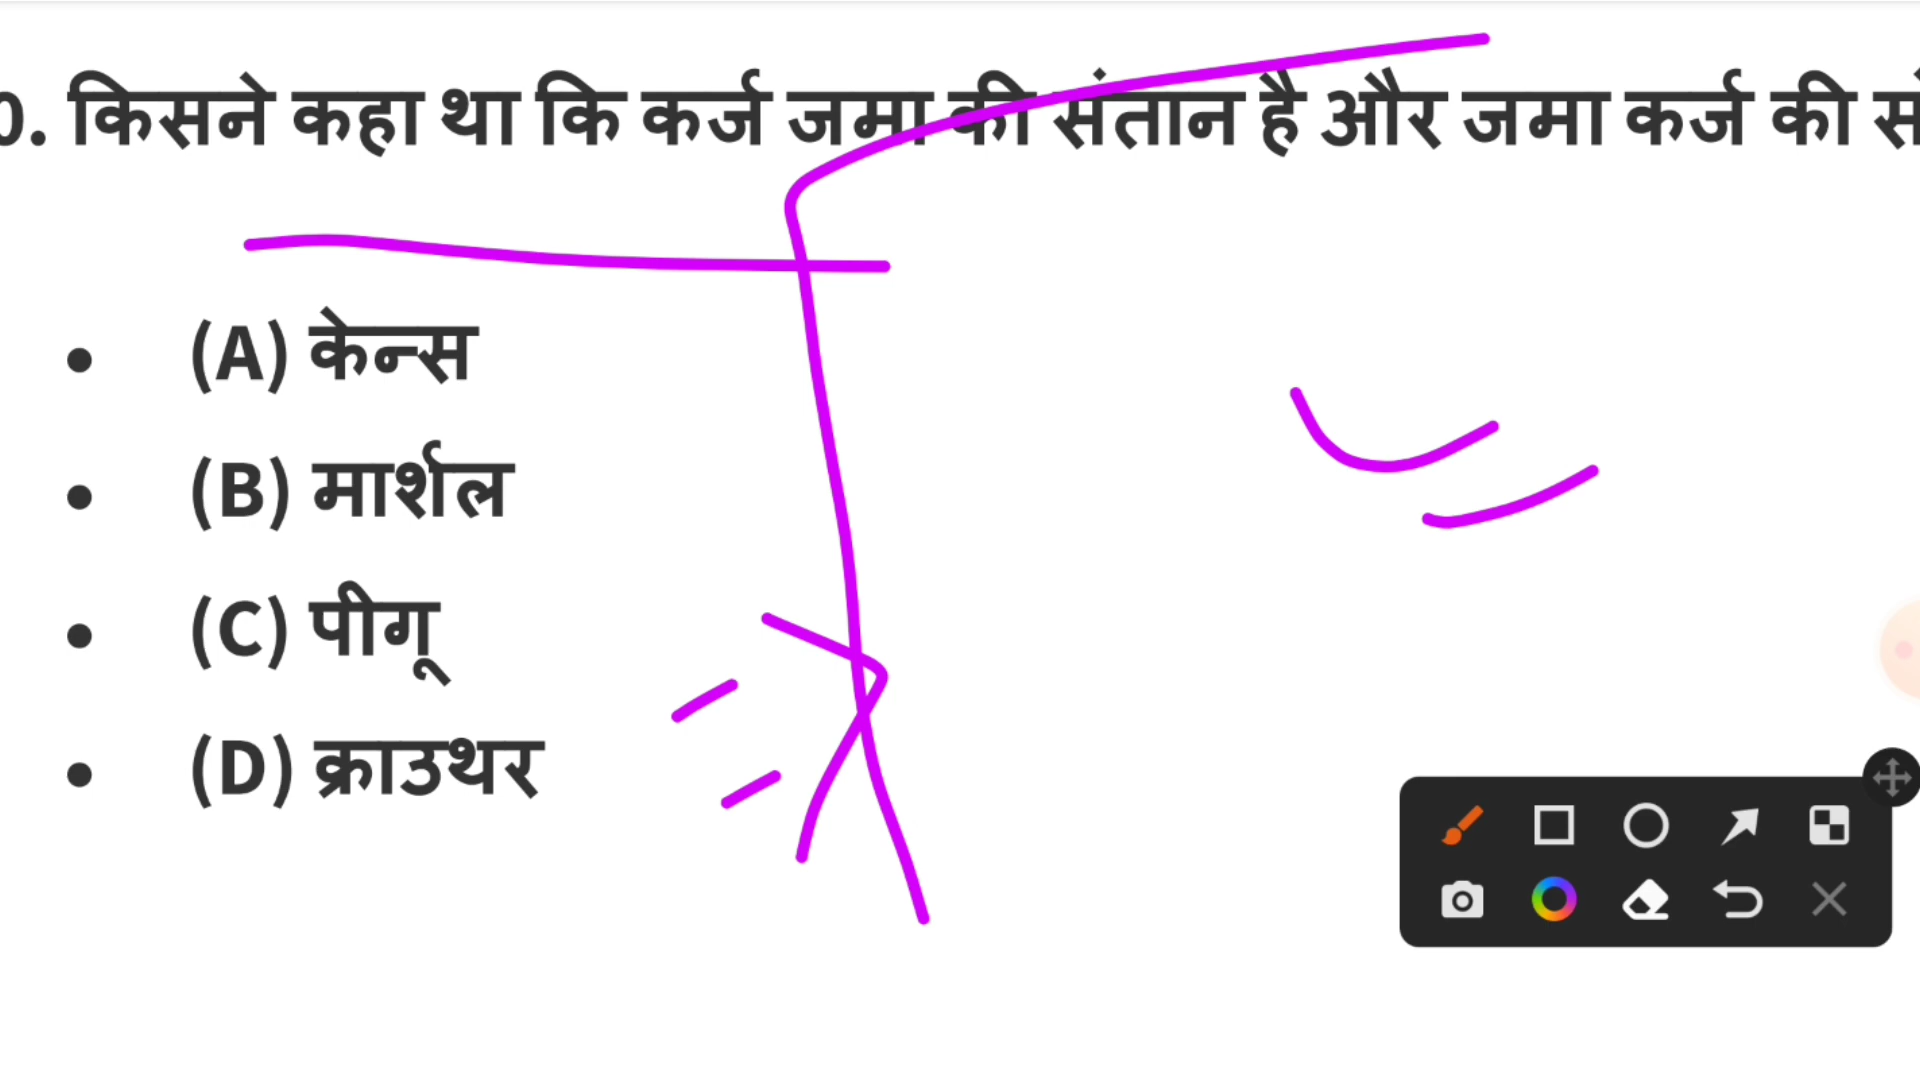 0. किसने कहा था कि कर्ज जमा की संतान है और जमा कर्ज की
(A) केन्स
(B) मार्शल
(C) पीगू
(D) क्राउथर